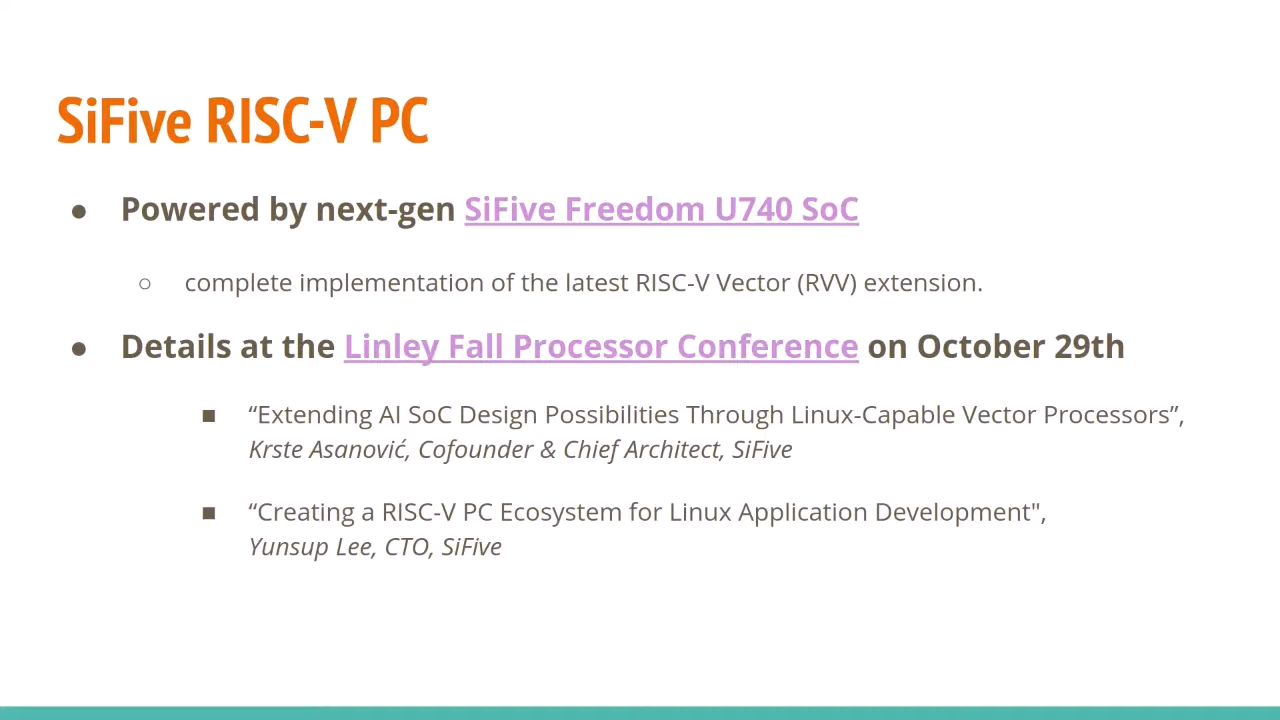 SiFive RISC-V PC
● Powered by next-gen SiFive Freedom U740 SoC
○ complete implementation of the latest RISC-V Vector (RVV) extension.
● Details at the Linley Fall Processor Conference on October 29th
■ “Extending AI SoC Design Possibilities Through Linux-Capable Vector Processors”,
Krste Asanović, Cofounder & Chief Architect, SiFive
■ “Creating a RISC-V PC Ecosystem for Linux Application Development",
Yunsup Lee, CTO, SiFive